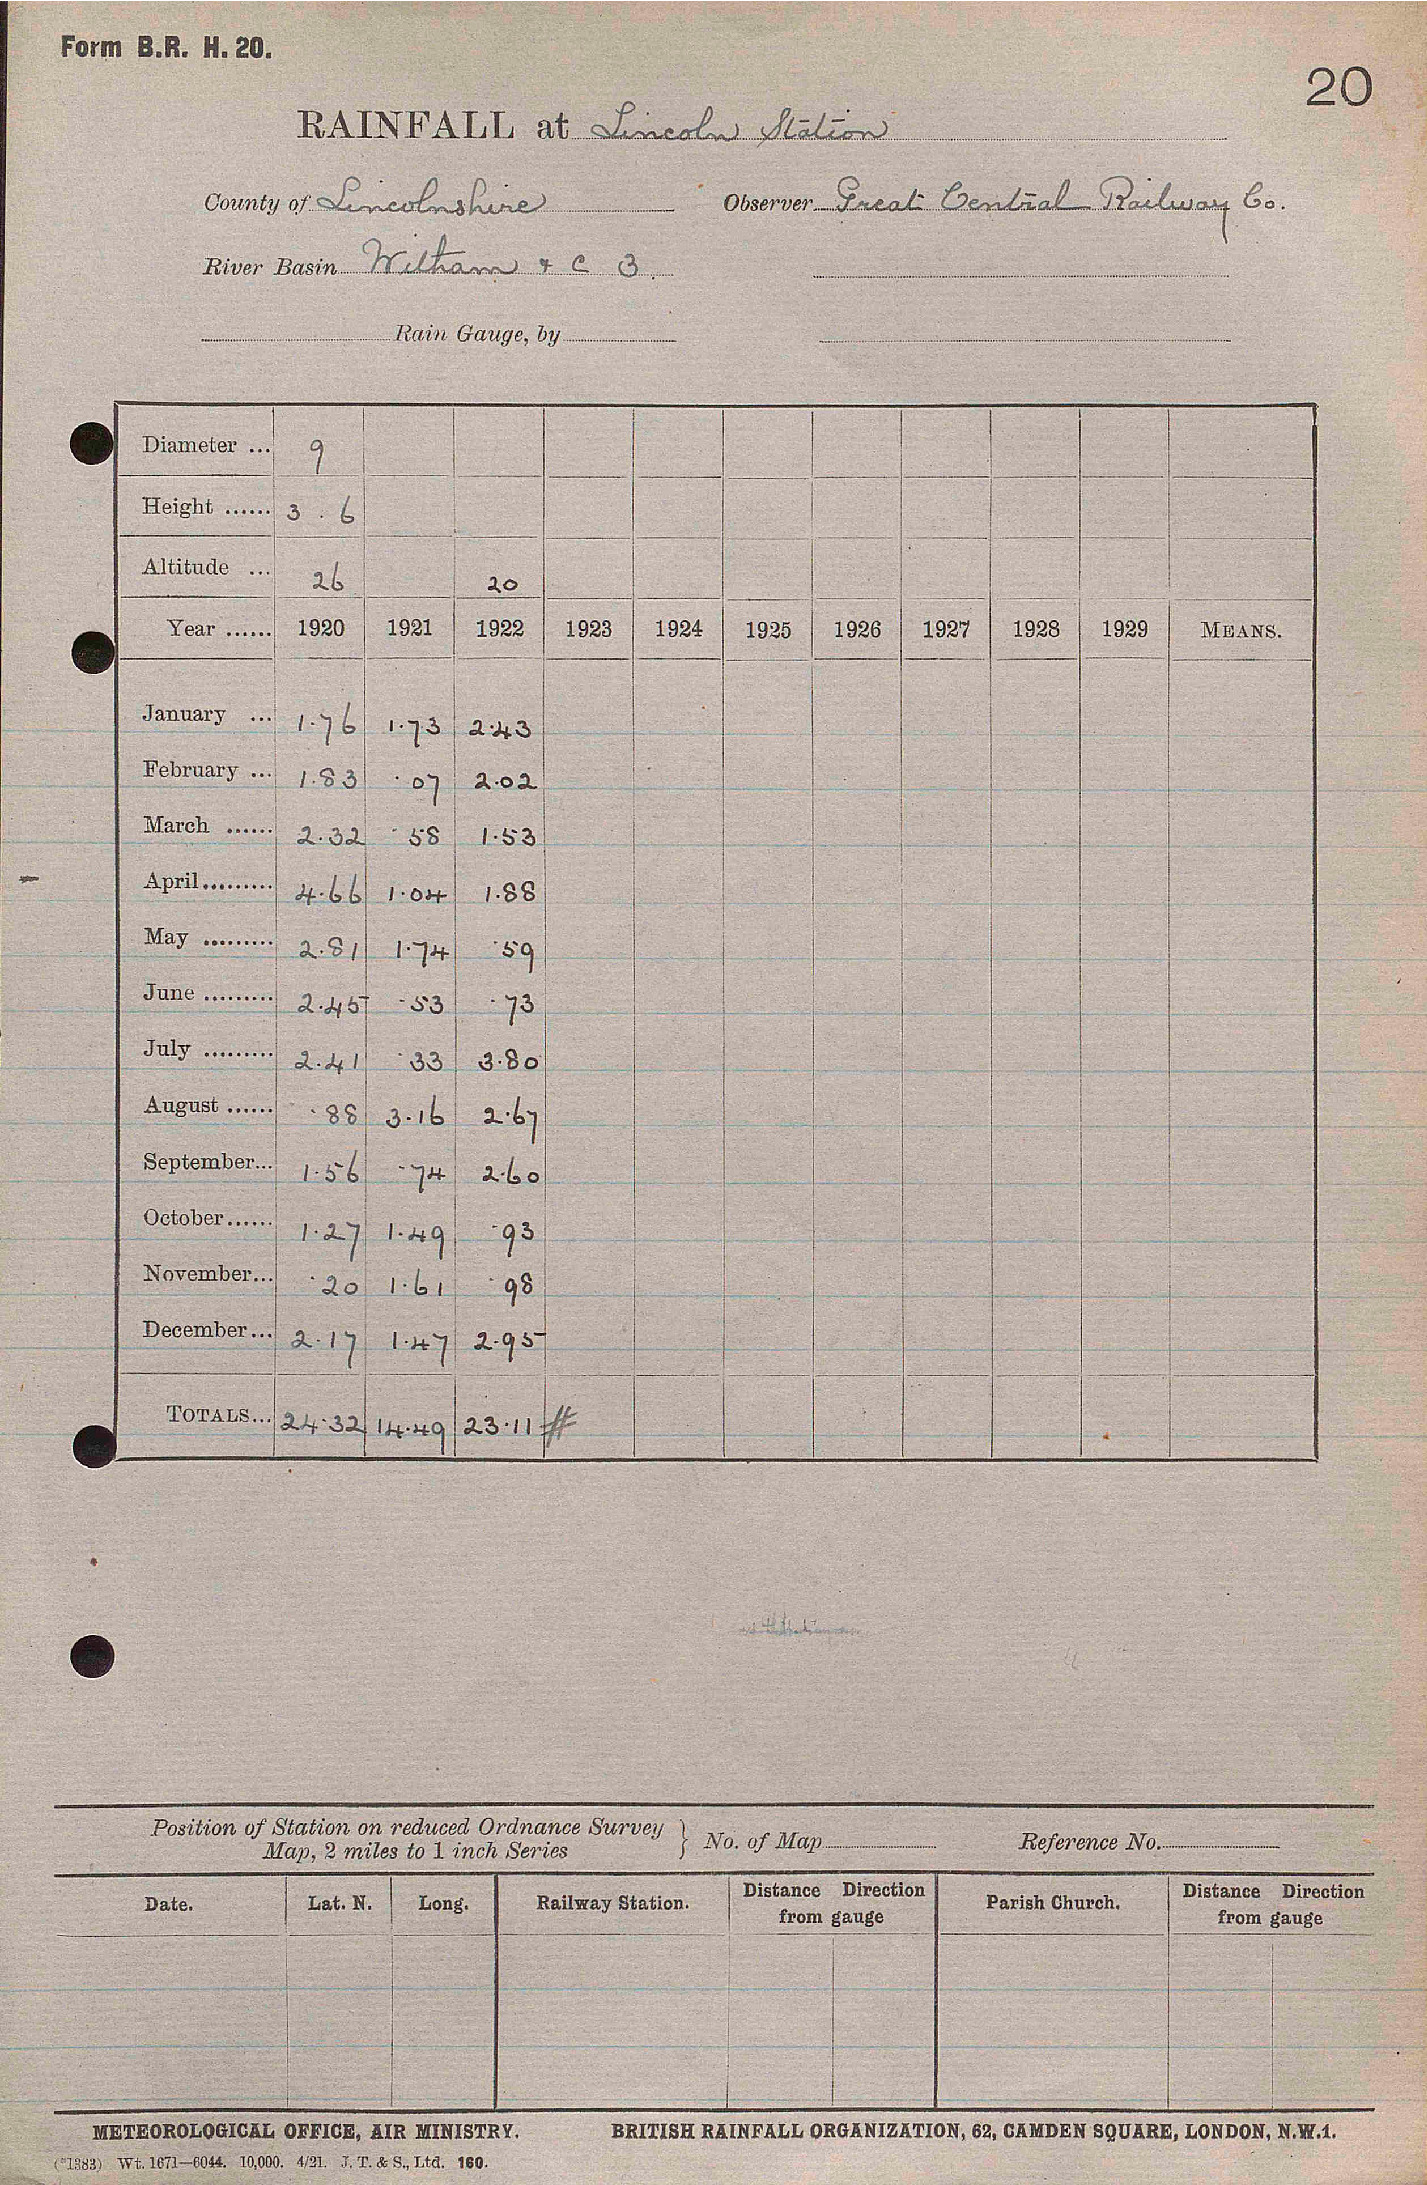 Form B.R. H. 20.
20
RAINFALL at Lincoln Station
County of Lincolnshire Observer Great Central Railway Co.
River Basin Witham & C 3
Rain Gauge, by
Diameter ... 9
Height ...... 3 . 6
Altitude ... 26 20
Year ...... 1920 1921 1922 1923 1924 1925 1926 1927 1928 1929 MEANS.
January ... 1.76 1.73 2.43
February ... 1.83 .07 2.02
March ...... 2.32 .58 1.53
April ......... 4.66 1.04 1.88
May ......... 2.81 1.74 .59
June ......... 2.45 .53 .73
July ......... 2.41 .33 3.80
August ...... .88 3.16 2.67
September... 1.56 .74 2.60
October...... 1.27 1.49 .93
November... .20 1.61 .98
December... 2.17 1.47 2.95
TOTALS... 24.32 14.49 23.11 #
Position of Station on reduced Ordnance Survey
Map, 2 miles to 1 inch Series } No. of Map Reference No.
Date. Lat. N. Long. Railway Station. Distance Direction from gauge Parish Church. Distance Direction from gauge
METEOROLOGICAL OFFICE, AIR MINISTRY. BRITISH RAINFALL ORGANIZATION, 62, CAMDEN SQUARE, LONDON, N.W.1.
(*1383) Wt. 1671—6044. 10,000. 4/21. J. T. & S., Ltd. 160.